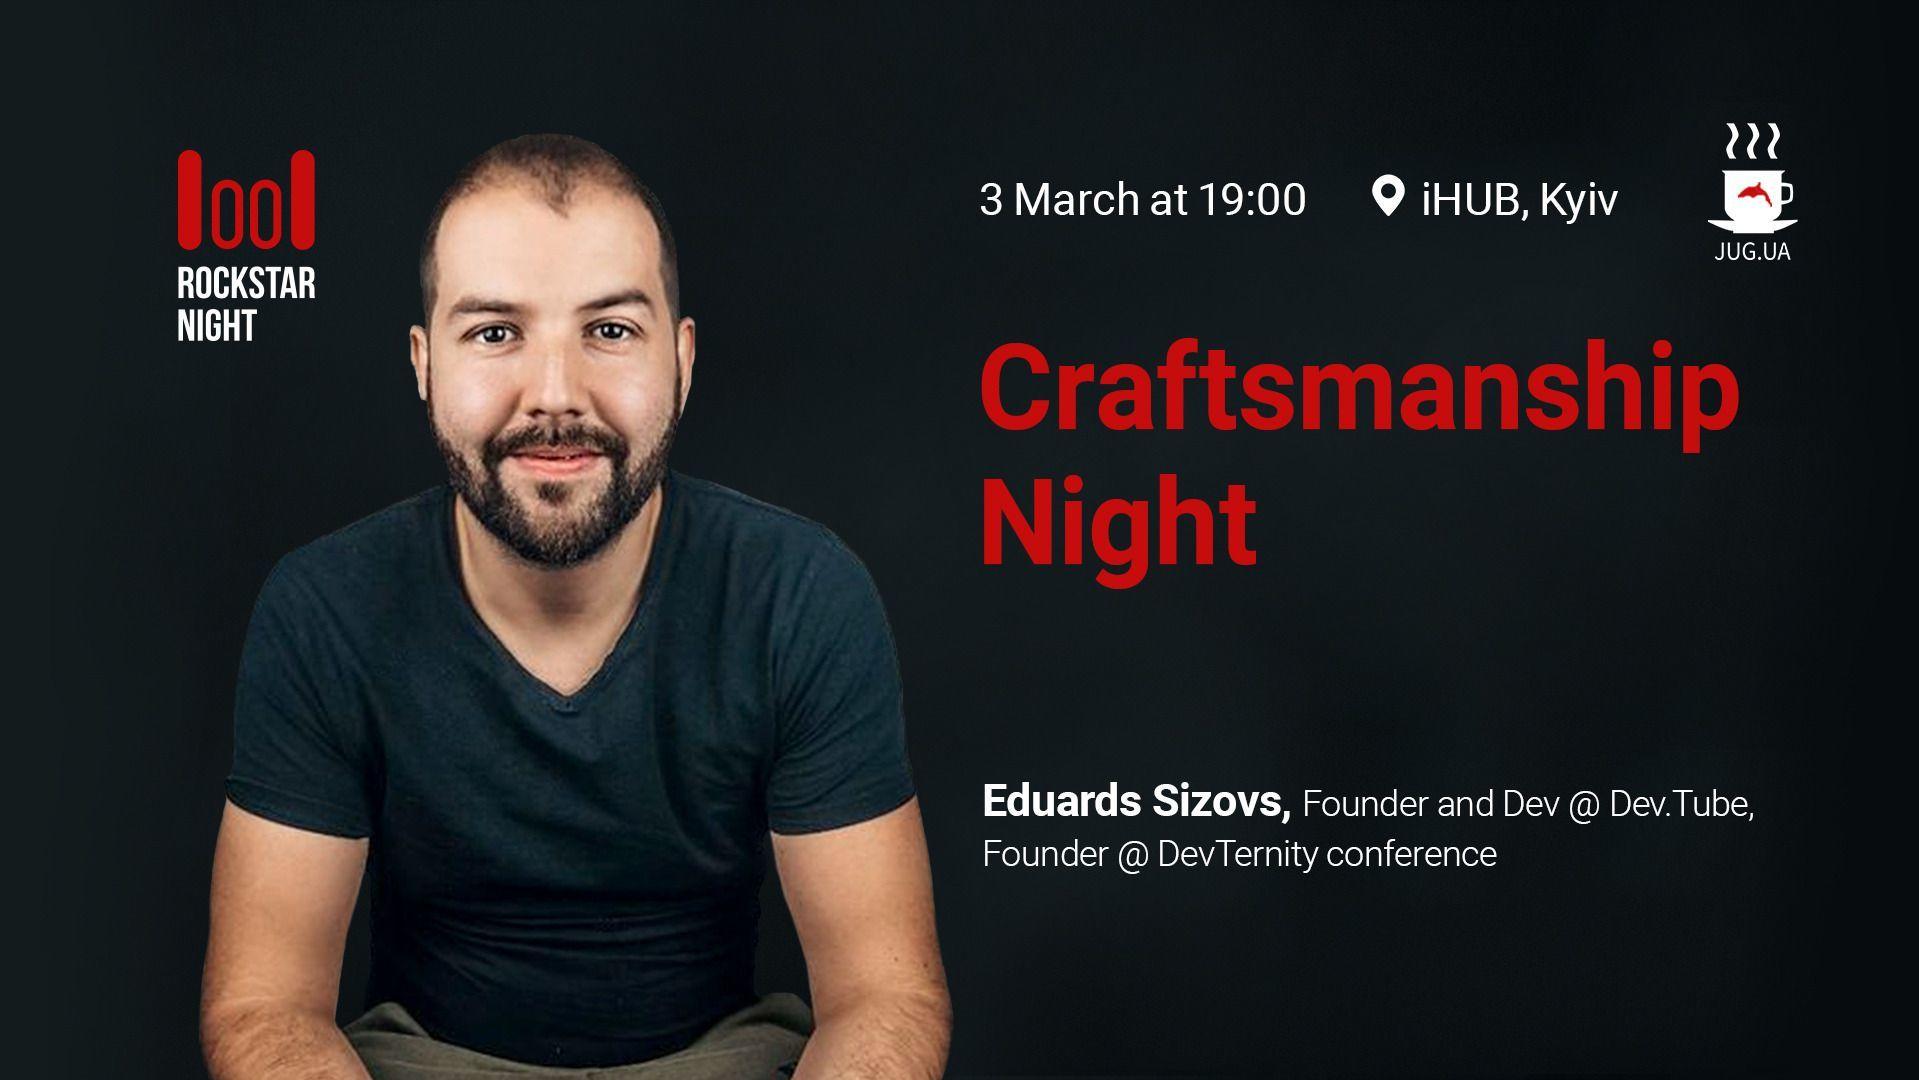 ROCKSTAR
NIGHT
3 March at 19:00
iHUB, Kyiv
JUG.UA
Craftsmanship
Night
Eduards Sizovs, Founder and Dev @ Dev.Tube,
Founder @ DevTernity conference